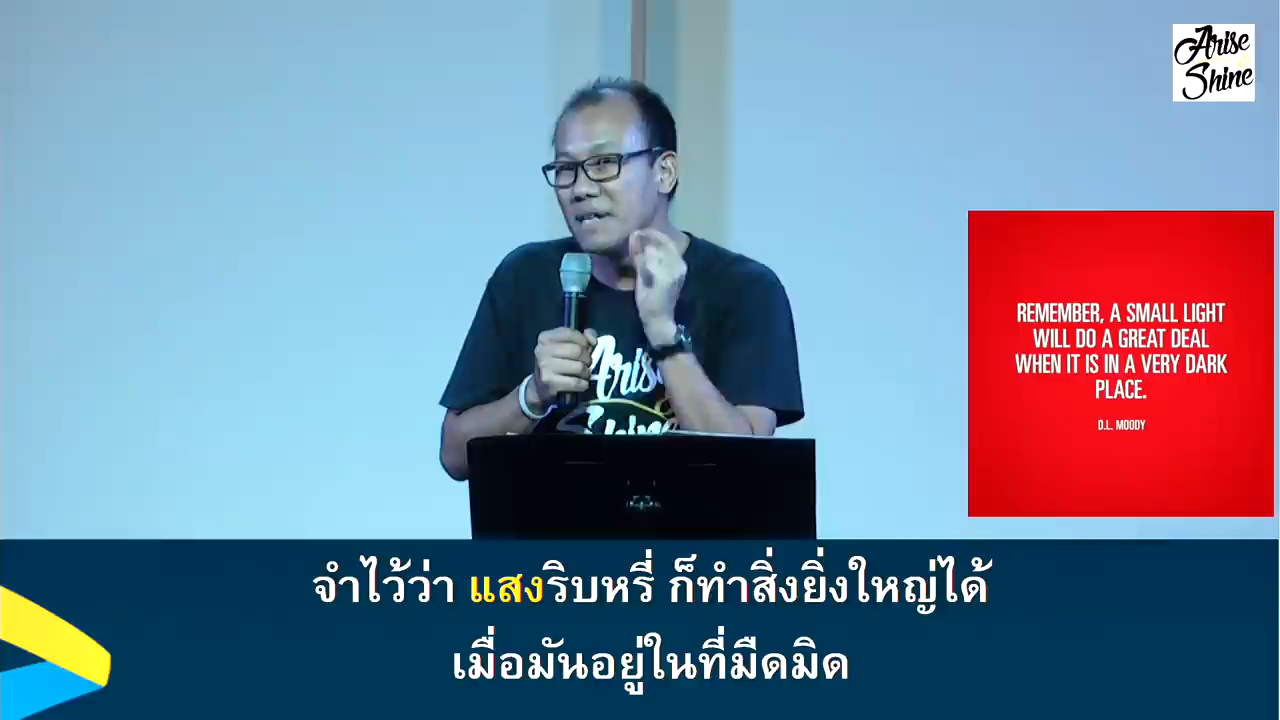 Arise
Shine
Arise
Shine
REMEMBER, A SMALL LIGHT
WILL DO A GREAT DEAL
WHEN IT IS IN A VERY DARK
PLACE.
D.L. MOODY
จำไว้ว่า แสงริบหรี่ ก็ทำสิ่งยิ่งใหญ่ได้
เมื่อมันอยู่ในที่มืดมิด